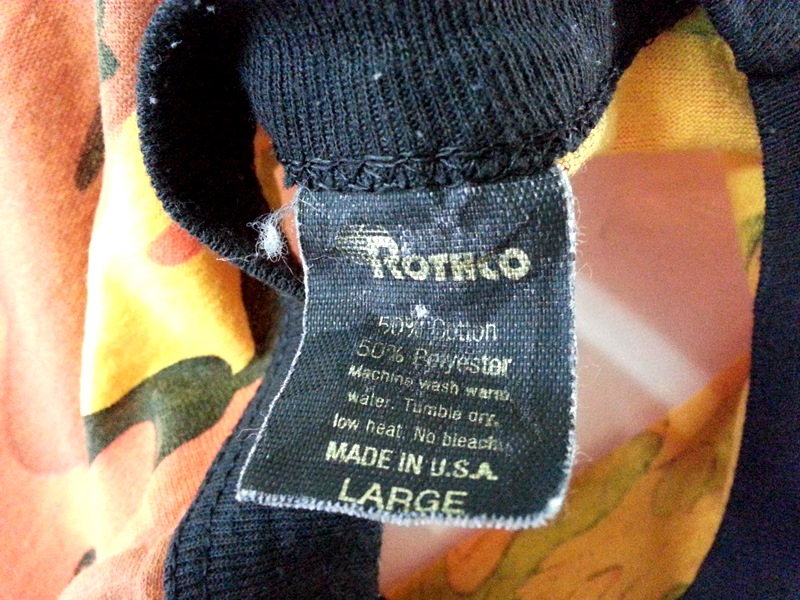 ROTHCO
50% Cotton
50% Polyester
Machine wash warm
water. Tumble dry,
low heat. No bleach.
MADE IN U.S.A.
LARGE